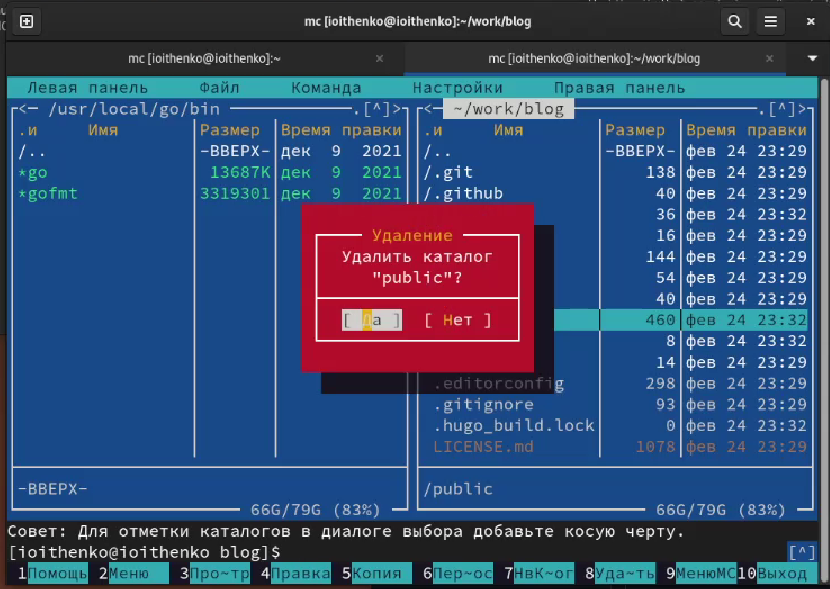 mc [ioithenko@ioithenko]:~/work/blog
mc [ioithenko@ioithenko]:~
mc [ioithenko@ioithenko]:~/work/blog
Левая панель Файл Команда Настройки Правая панель
<─ /usr/local/go/bin .[^]>
<─ ~/work/blog .[^]>
.и Имя Размер Время правки
.и Имя Размер Время правки
/.. -ВВЕРХ- дек 9 2021
/.. -ВВЕРХ- фев 24 23:29
*go 13687K дек 9 2021
/.git 138 фев 24 23:29
*gofmt 3319301 дек 9 2021
/.github 40 фев 24 23:29
36 фев 24 23:32
16 фев 24 23:29
144 фев 24 23:29
54 фев 24 23:29
40 фев 24 23:29
460 фев 24 23:32
8 фев 24 23:32
14 фев 24 23:29
Удаление
Удалить каталог
"public"?
[ Да ] [ Нет ]
.editorconfig 298 фев 24 23:29
.gitignore 93 фев 24 23:29
.hugo_build.lock 0 фев 24 23:32
LICENSE.md 1078 фев 24 23:29
-ВВЕРХ-
/public
66G/79G (83%)
66G/79G (83%)
Совет: Для отметки каталогов в диалоге выбора добавьте косую черту.
[ioithenko@ioithenko blog]$ [^]
1Помощь 2Меню 3Про~тр 4Правка 5Копия 6Пер~ос 7НвК~ог 8Уда~ть 9МенюMC 10Выход